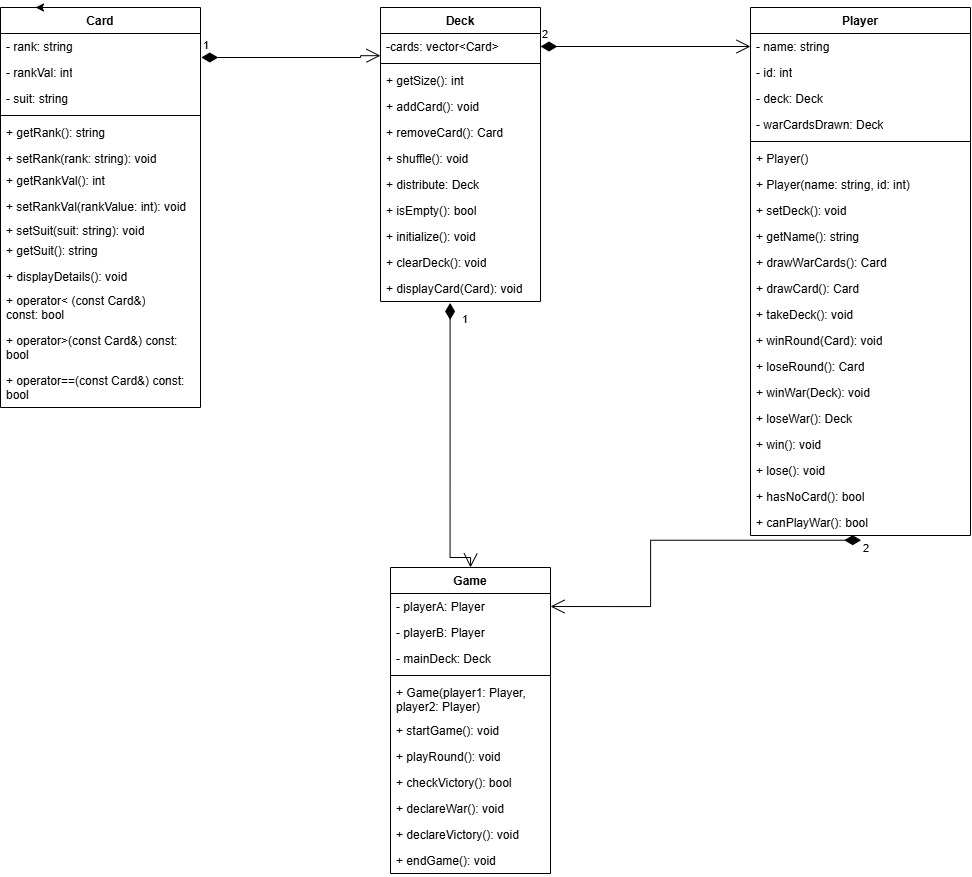 Card
- rank: string
- rankVal: int
- suit: string
+ getRank(): string
+ setRank(rank: string): void
+ getRankVal(): int
+ setRankVal(rankValue: int): void
+ setSuit(suit: string): void
+ getSuit(): string
+ displayDetails(): void
+ operator< (const Card&)
const: bool
+ operator>(const Card&) const:
bool
+ operator==(const Card&) const:
bool
1
Deck
-cards: vector<Card>
+ getSize(): int
+ addCard(): void
+ removeCard(): Card
+ shuffle(): void
+ distribute: Deck
+ isEmpty(): bool
+ initialize(): void
+ clearDeck(): void
+ displayCard(Card): void
2
1
Player
- name: string
- id: int
- deck: Deck
- warCardsDrawn: Deck
+ Player()
+ Player(name: string, id: int)
+ setDeck(): void
+ getName(): string
+ drawWarCards(): Card
+ drawCard(): Card
+ takeDeck(): void
+ winRound(Card): void
+ loseRound(): Card
+ winWar(Deck): void
+ loseWar(): Deck
+ win(): void
+ lose(): void
+ hasNoCard(): bool
+ canPlayWar(): bool
2
Game
- playerA: Player
- playerB: Player
- mainDeck: Deck
+ Game(player1: Player,
player2: Player)
+ startGame(): void
+ playRound(): void
+ checkVictory(): bool
+ declareWar(): void
+ declareVictory(): void
+ endGame(): void